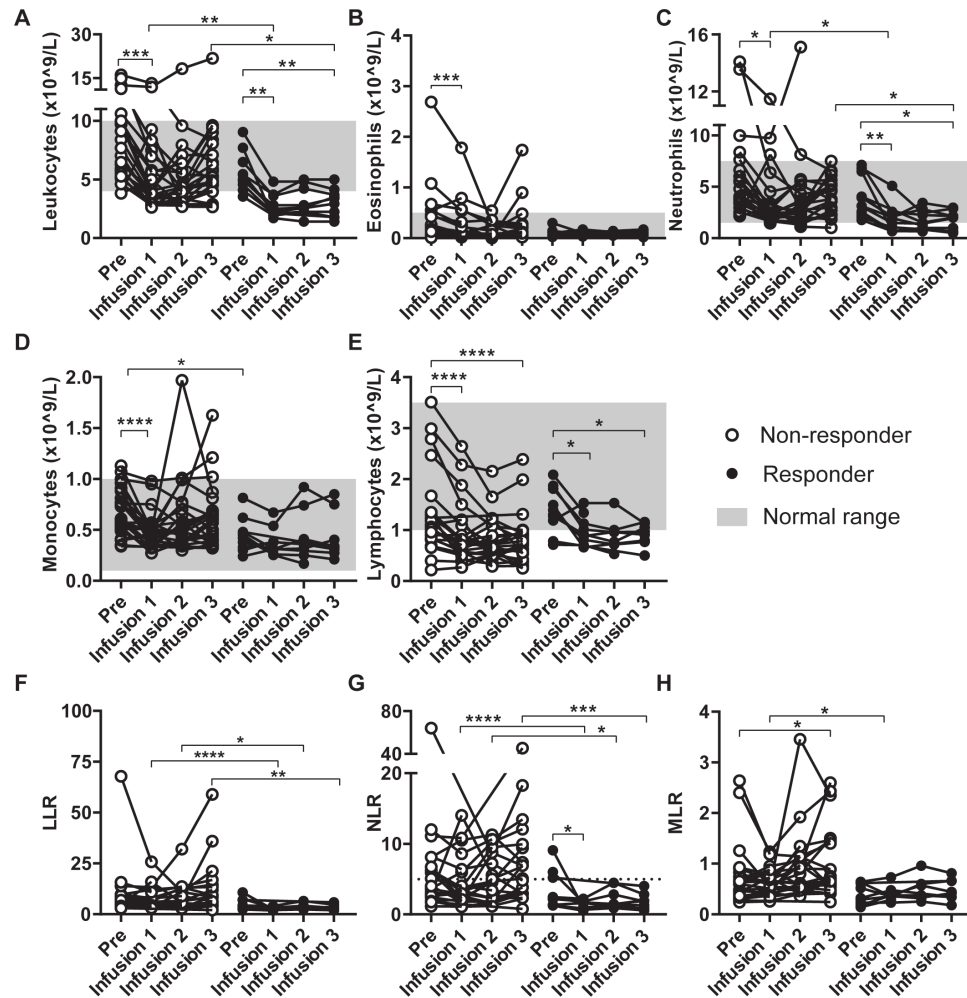 A
Leukocytes (x10^9/L)
30
15
10
5
0
***
**
*
**
**
Pre
Infusion 1
Infusion 2
Infusion 3
Pre
Infusion 1
Infusion 2
Infusion 3
B
Eosinophils (x10^9/L)
4
3
2
1
0
***
Pre
Infusion 1
Infusion 2
Infusion 3
Pre
Infusion 1
Infusion 2
Infusion 3
C
Neutrophils (x10^9/L)
16
12
10
5
0
*
*
*
*
**
Pre
Infusion 1
Infusion 2
Infusion 3
Pre
Infusion 1
Infusion 2
Infusion 3
D
Monocytes (x10^9/L)
2.0
1.5
1.0
0.5
0.0
*
****
Pre
Infusion 1
Infusion 2
Infusion 3
Pre
Infusion 1
Infusion 2
Infusion 3
E
Lymphocytes (x10^9/L)
4
3
2
1
0
****
****
*
*
Pre
Infusion 1
Infusion 2
Infusion 3
Pre
Infusion 1
Infusion 2
Infusion 3
Non-responder
Responder
Normal range
F
LLR
100
75
50
25
0
*
****
**
Pre
Infusion 1
Infusion 2
Infusion 3
Pre
Infusion 1
Infusion 2
Infusion 3
G
NLR
80
40
20
10
0
****
***
*
*
Pre
Infusion 1
Infusion 2
Infusion 3
Pre
Infusion 1
Infusion 2
Infusion 3
H
MLR
4
3
2
1
0
*
*
Pre
Infusion 1
Infusion 2
Infusion 3
Pre
Infusion 1
Infusion 2
Infusion 3